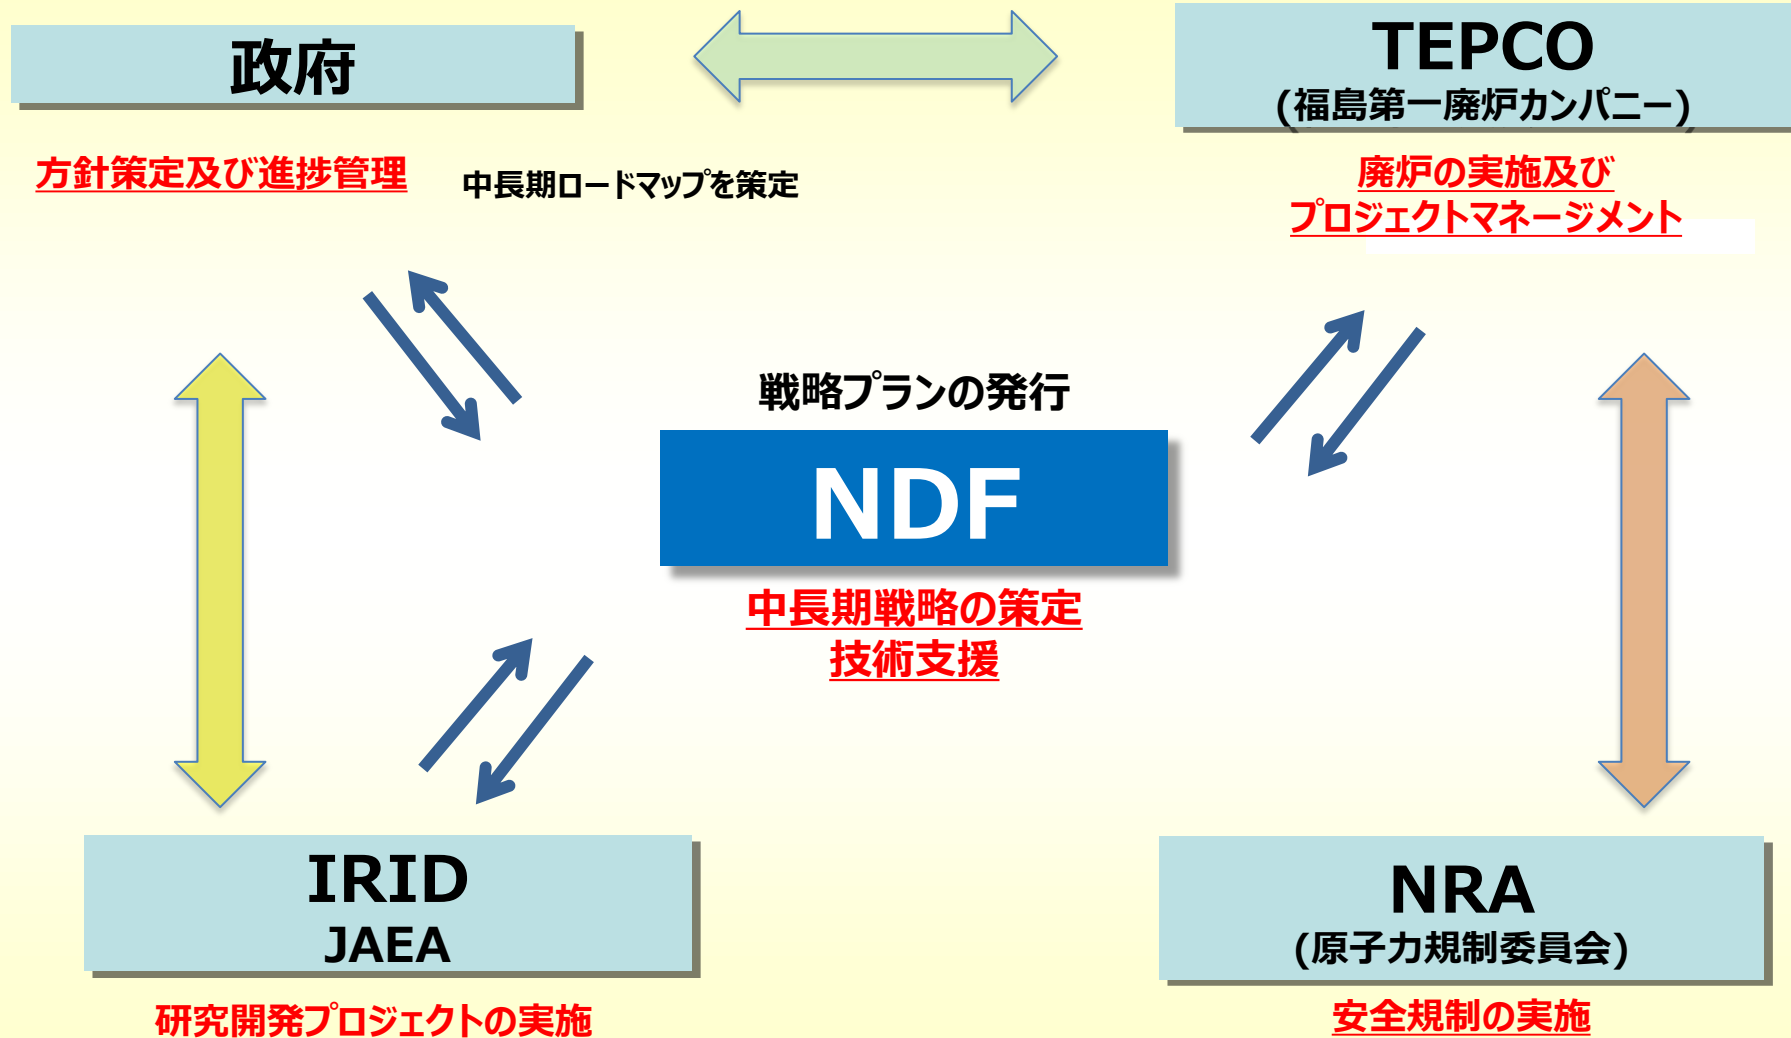 政府
TEPCO
(福島第一廃炉カンパニー)
方針策定及び進捗管理
中長期ロードマップを策定
廃炉の実施及び
プロジェクトマネージメント
戦略プランの発行
NDF
中長期戦略の策定
技術支援
IRID
JAEA
研究開発プロジェクトの実施
NRA
(原子力規制委員会)
安全規制の実施